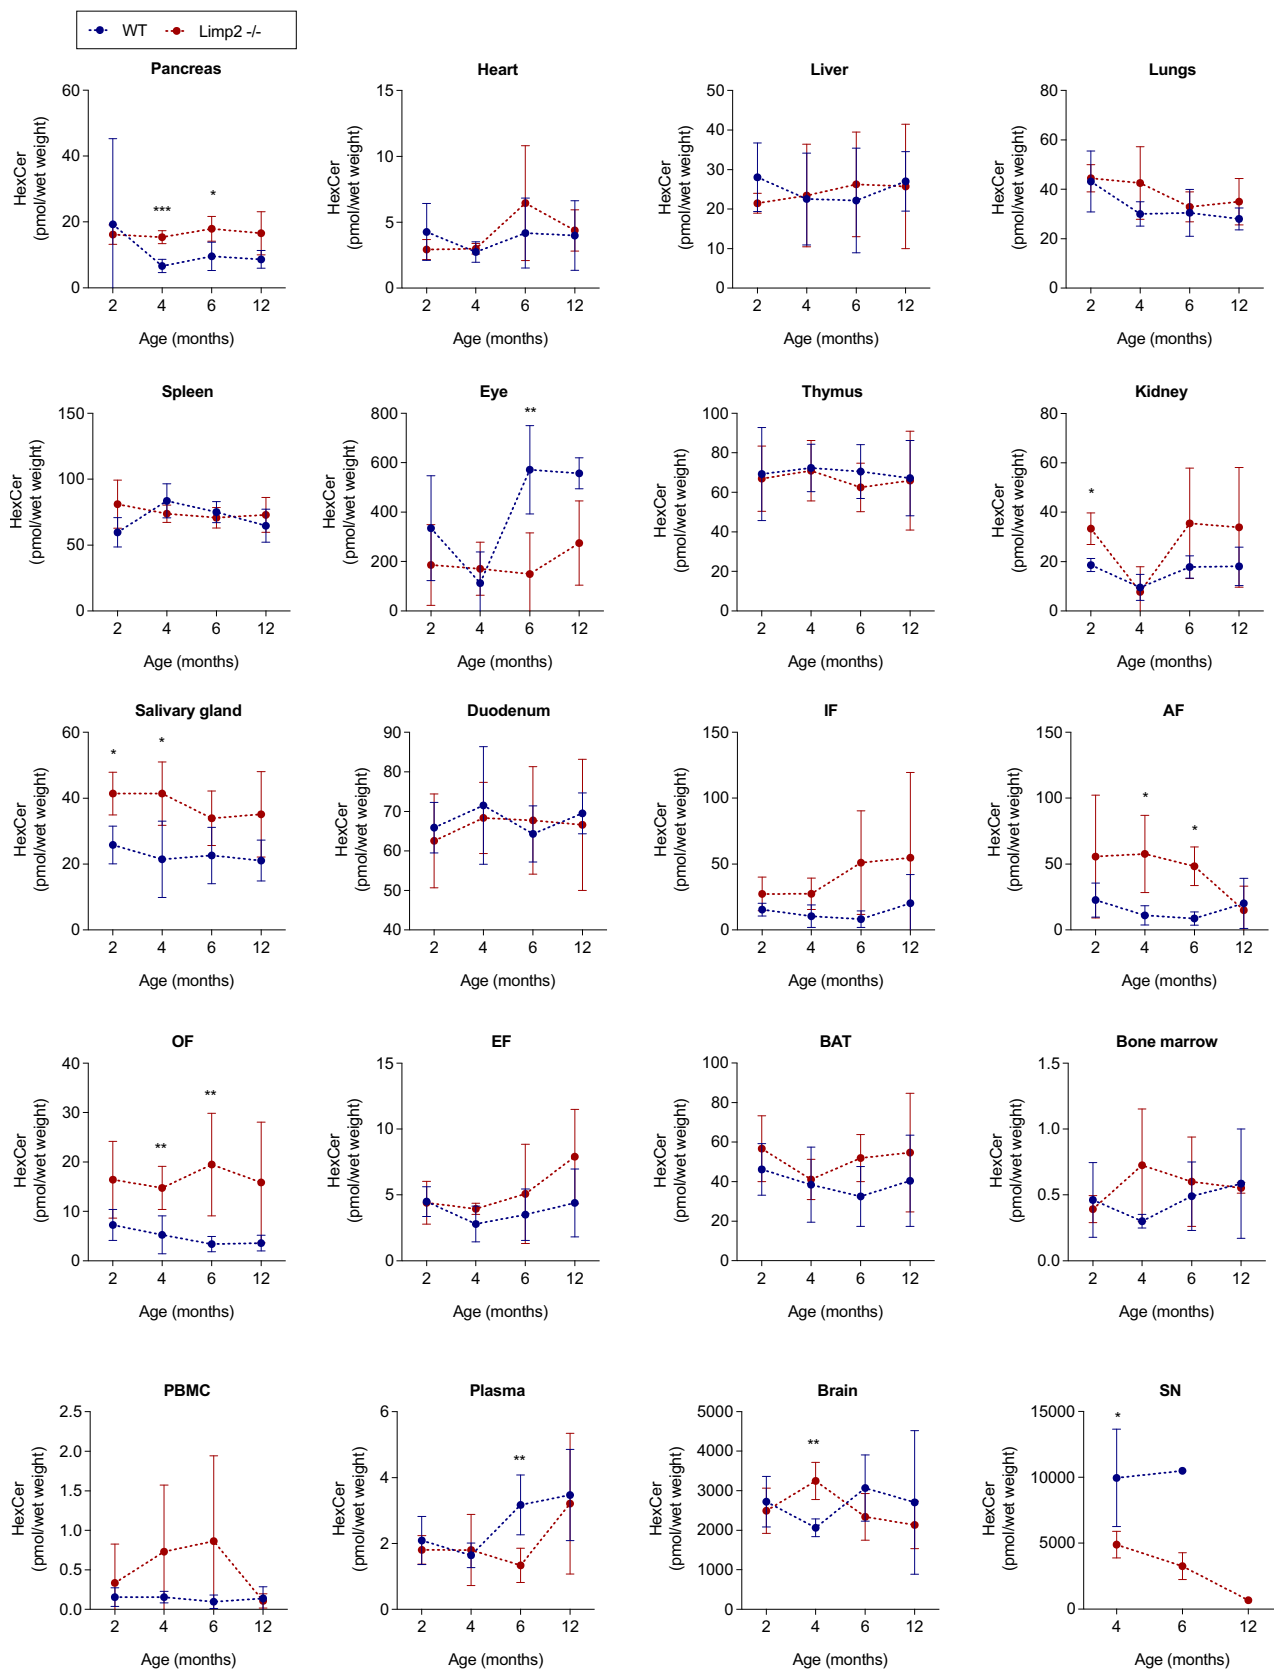 WT Limp2 -/-
Pancreas
HexCer
(pmol/wet weight)
60
40
20
0
***
*
2 4 6 12
Age (months)
Heart
HexCer
(pmol/wet weight)
15
10
5
0
2 4 6 12
Age (months)
Liver
HexCer
(pmol/wet weight)
50
40
30
20
10
0
2 4 6 12
Age (months)
Lungs
HexCer
(pmol/wet weight)
80
60
40
20
0
2 4 6 12
Age (months)
Spleen
HexCer
(pmol/wet weight)
150
100
50
0
2 4 6 12
Age (months)
Eye
HexCer
(pmol/wet weight)
800
600
400
200
0
**
2 4 6 12
Age (months)
Thymus
HexCer
(pmol/wet weight)
100
80
60
40
20
0
2 4 6 12
Age (months)
Kidney
HexCer
(pmol/wet weight)
80
60
40
20
0
*
2 4 6 12
Age (months)
Salivary gland
HexCer
(pmol/wet weight)
60
40
20
0
* *
2 4 6 12
Age (months)
Duodenum
HexCer
(pmol/wet weight)
90
80
70
60
50
40
2 4 6 12
Age (months)
IF
HexCer
(pmol/wet weight)
150
100
50
0
2 4 6 12
Age (months)
AF
HexCer
(pmol/wet weight)
150
100
50
0
*
*
2 4 6 12
Age (months)
OF
HexCer
(pmol/wet weight)
40
30
20
10
0
**
**
2 4 6 12
Age (months)
EF
HexCer
(pmol/wet weight)
15
10
5
0
2 4 6 12
Age (months)
BAT
HexCer
(pmol/wet weight)
100
80
60
40
20
0
2 4 6 12
Age (months)
Bone marrow
HexCer
(pmol/wet weight)
1.5
1.0
0.5
0.0
2 4 6 12
Age (months)
PBMC
HexCer
(pmol/wet weight)
2.5
2.0
1.5
1.0
0.5
0.0
2 4 6 12
Age (months)
Plasma
HexCer
(pmol/wet weight)
6
4
2
0
**
2 4 6 12
Age (months)
Brain
HexCer
(pmol/wet weight)
5000
4000
3000
2000
1000
0
**
2 4 6 12
Age (months)
SN
HexCer
(pmol/wet weight)
15000
10000
5000
0
*
4 6 12
Age (months)